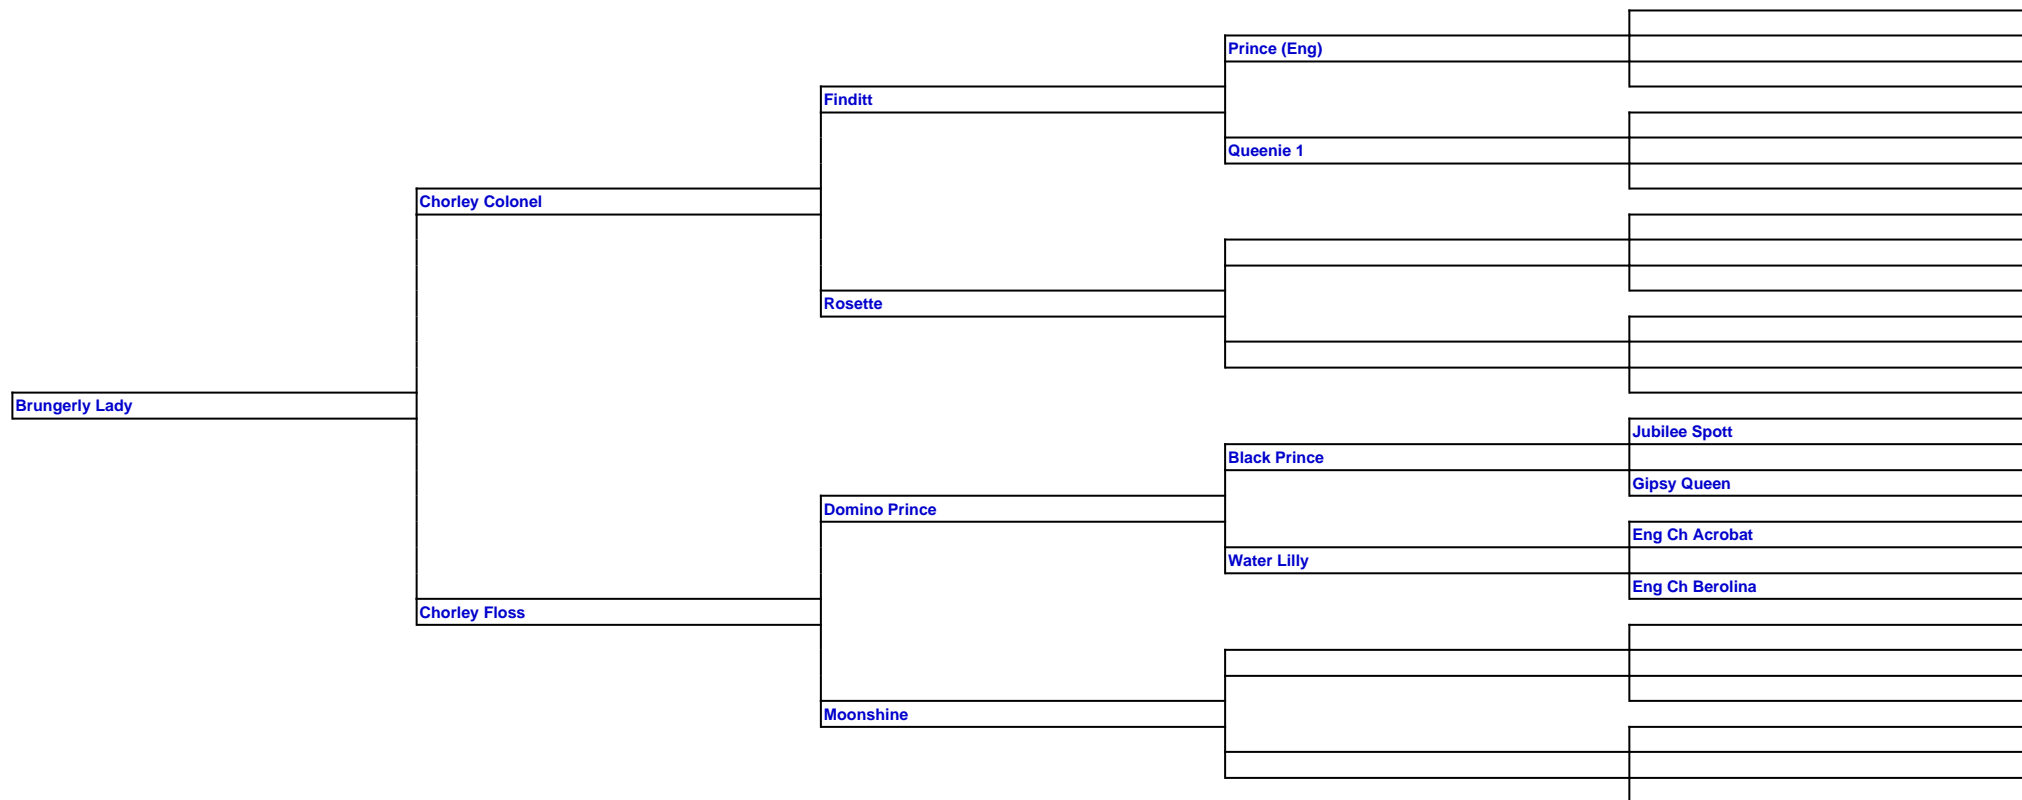 Prince (Eng)
Finditt
Queenie 1
Chorley Colonel
Rosette
Brungerly Lady
Jubilee Spott
Black Prince
Gipsy Queen
Domino Prince
Eng Ch Acrobat
Water Lilly
Eng Ch Berolina
Chorley Floss
Moonshine